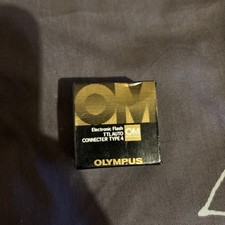 OM
Electronic Flash
TTL AUTO
CONNECTER TYPE 4
OM
OLYMPUS